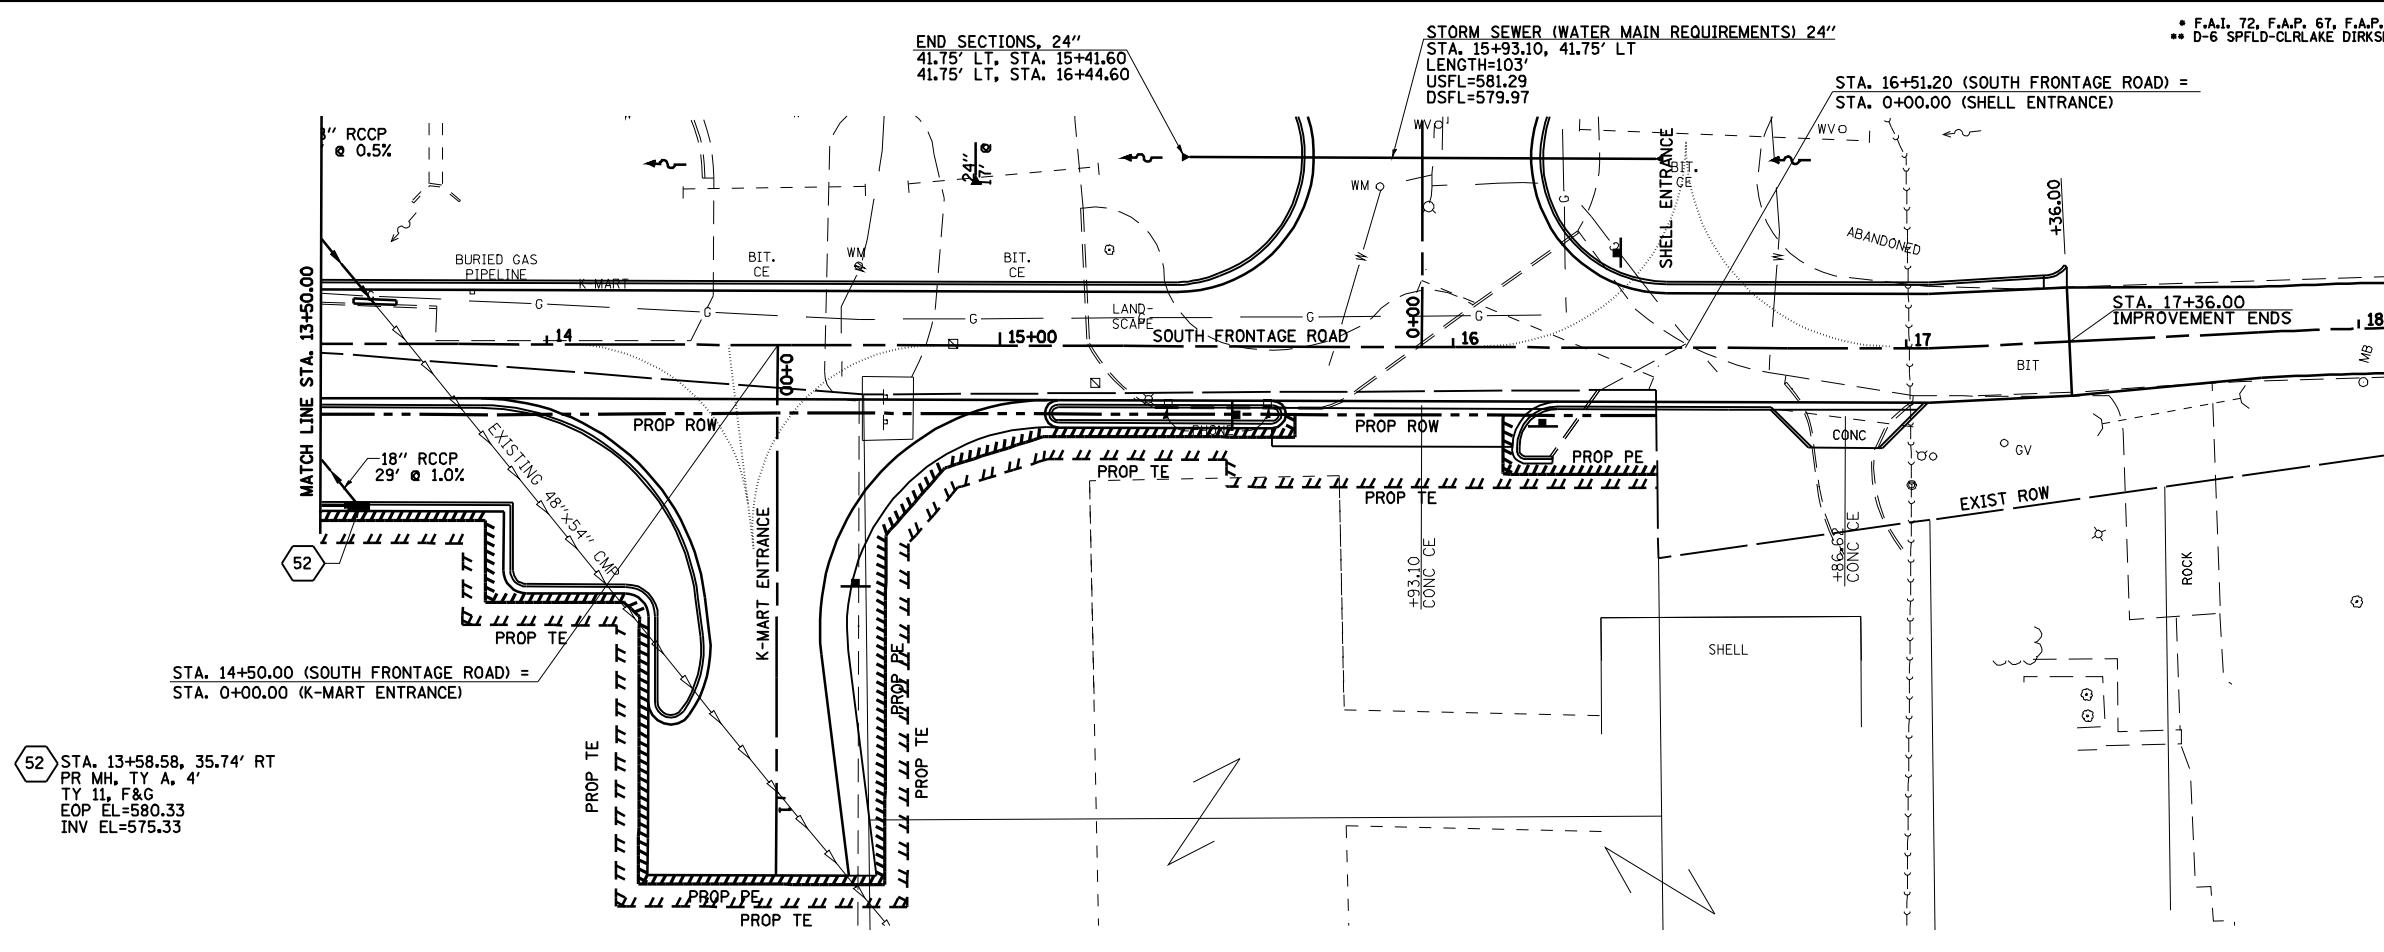 * F.A.I. 72, F.A.P. 67, F.A.P.
** D-6 SPFLD-CLRLAKE DIRKS
END SECTIONS, 24"
41.75' LT, STA. 15+41.60
41.75' LT, STA. 16+44.60
STORM SEWER (WATER MAIN REQUIREMENTS) 24"
STA. 15+93.10, 41.75' LT
LENGTH=103'
USFL=581.29
DSFL=579.97
STA. 16+51.20 (SOUTH FRONTAGE ROAD) =
STA. 0+00.00 (SHELL ENTRANCE)
" RCCP
@ 0.5%
24"
17' @
WV
WV
WM
WM
BIT.
CE
SHELL ENTRANCE
+36.00
ABANDONED
BURIED GAS
PIPELINE
K-MART
BIT.
CE
BIT.
CE
G
G
G
G
G
G
W
W
W
LAND-
SCAPE
MATCH LINE STA. 13+50.00
14
15+00
SOUTH FRONTAGE ROAD
0+00
16
17
18
STA. 17+36.00
IMPROVEMENT ENDS
BIT
MB
0+00
PROP ROW
PHONE
PROP ROW
PROP PE
CONC
GV
18" RCCP
29' @ 1.0%
EXISTING 48"x54" CMP
PROP TE
PROP TE
EXIST ROW
52
K-MART ENTRANCE
+93.10
CONC CE
+86.62
CONC CE
ROCK
PROP TE
PROP PE
SHELL
STA. 14+50.00 (SOUTH FRONTAGE ROAD) =
STA. 0+00.00 (K-MART ENTRANCE)
PROP TE
PROP TE
52
STA. 13+58.58, 35.74' RT
PR MH, TY A, 4'
TY 11, F&G
EOP EL=580.33
INV EL=575.33
1
PROP PE
PROP TE